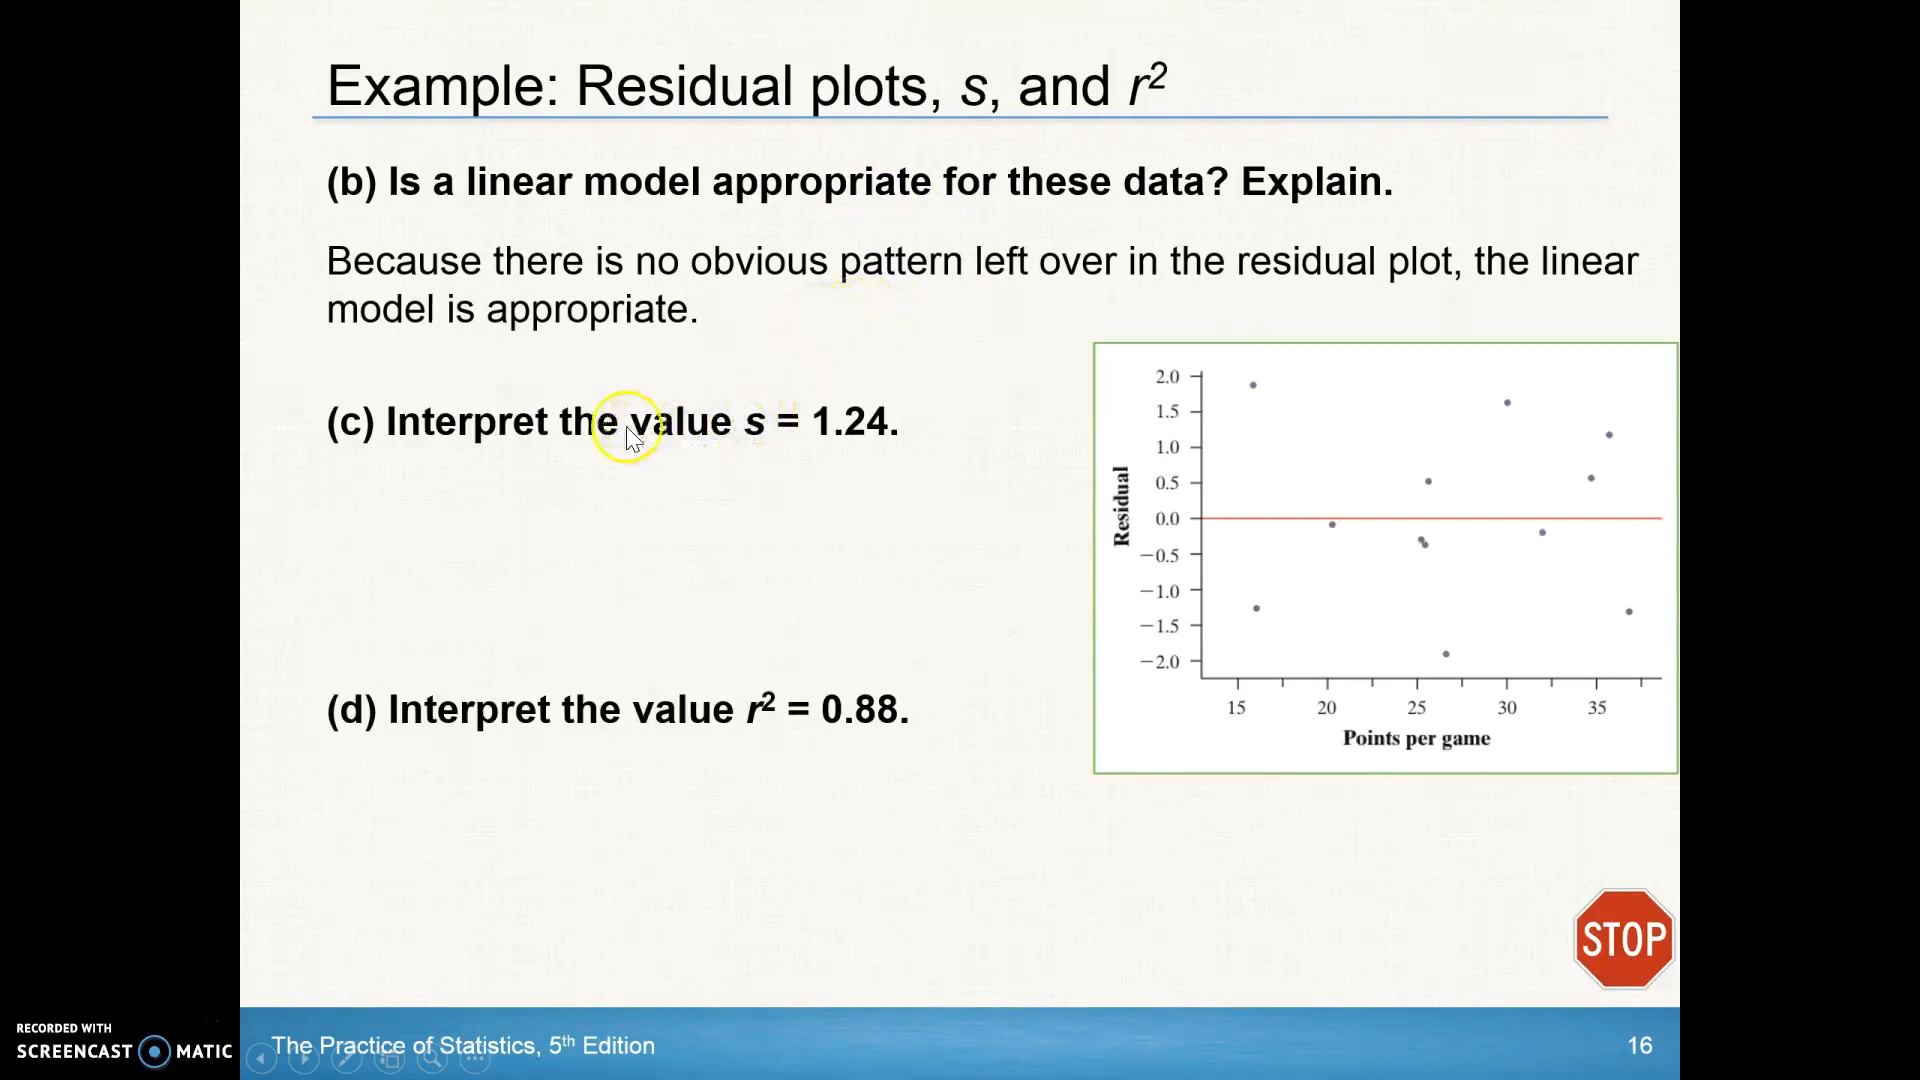 Example: Residual plots, s, and r²
(b) Is a linear model appropriate for these data? Explain.
Because there is no obvious pattern left over in the residual plot, the linear
model is appropriate.
(c) Interpret the value s = 1.24.
(d) Interpret the value r² = 0.88.
2.0
1.5
1.0
0.5
0.0
−0.5
−1.0
−1.5
−2.0
Residual
15 20 25 30 35
Points per game
STOP
RECORDED WITH
SCREENCAST MATIC
The Practice of Statistics, 5th Edition
16